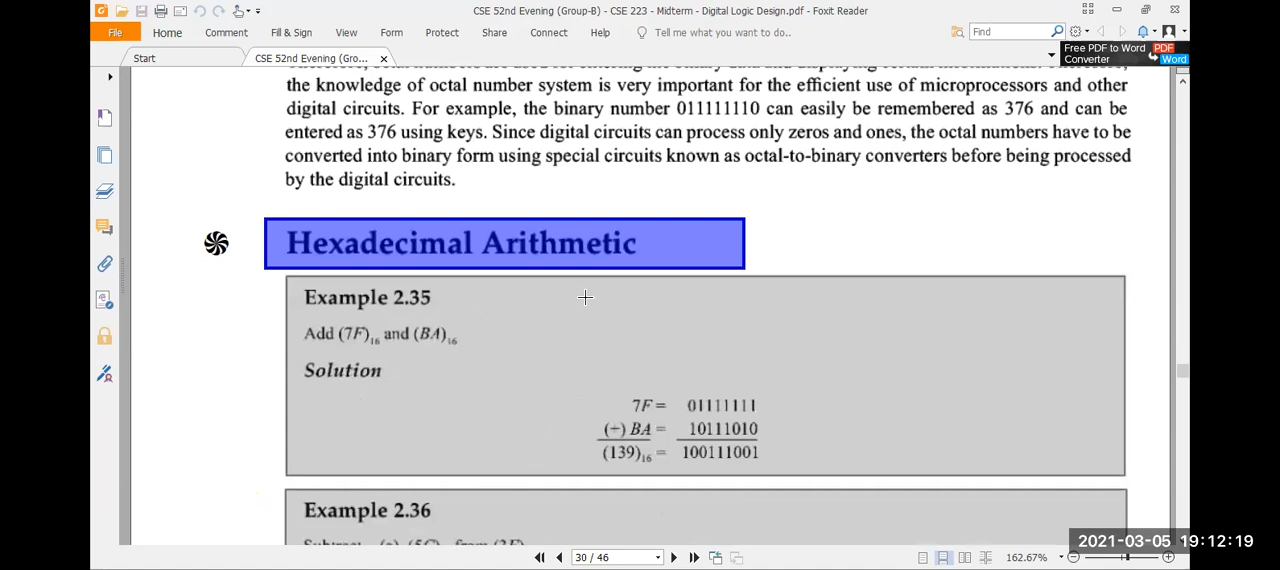 CSE 52nd Evening (Group-B) - CSE 223 - Midterm - Digital Logic Design.pdf - Foxit Reader
File Home Comment Fill & Sign View Form Protect Share Connect Help Tell me what you want to do.. Find
Start CSE 52nd Evening (Gro... Free PDF to Word Converter PDF Word
the knowledge of octal number system is very important for the efficient use of microprocessors and other
digital circuits. For example, the binary number 011111110 can easily be remembered as 376 and can be
entered as 376 using keys. Since digital circuits can process only zeros and ones, the octal numbers have to be
converted into binary form using special circuits known as octal-to-binary converters before being processed
by the digital circuits.
Hexadecimal Arithmetic
Example 2.35
Add (7F)₁₆ and (BA)₁₆
Solution
7F = 01111111
(+) BA = 10111010
(139)₁₆ = 100111001
Example 2.36
2021-03-05 19:12:19
30 / 46 162.67%